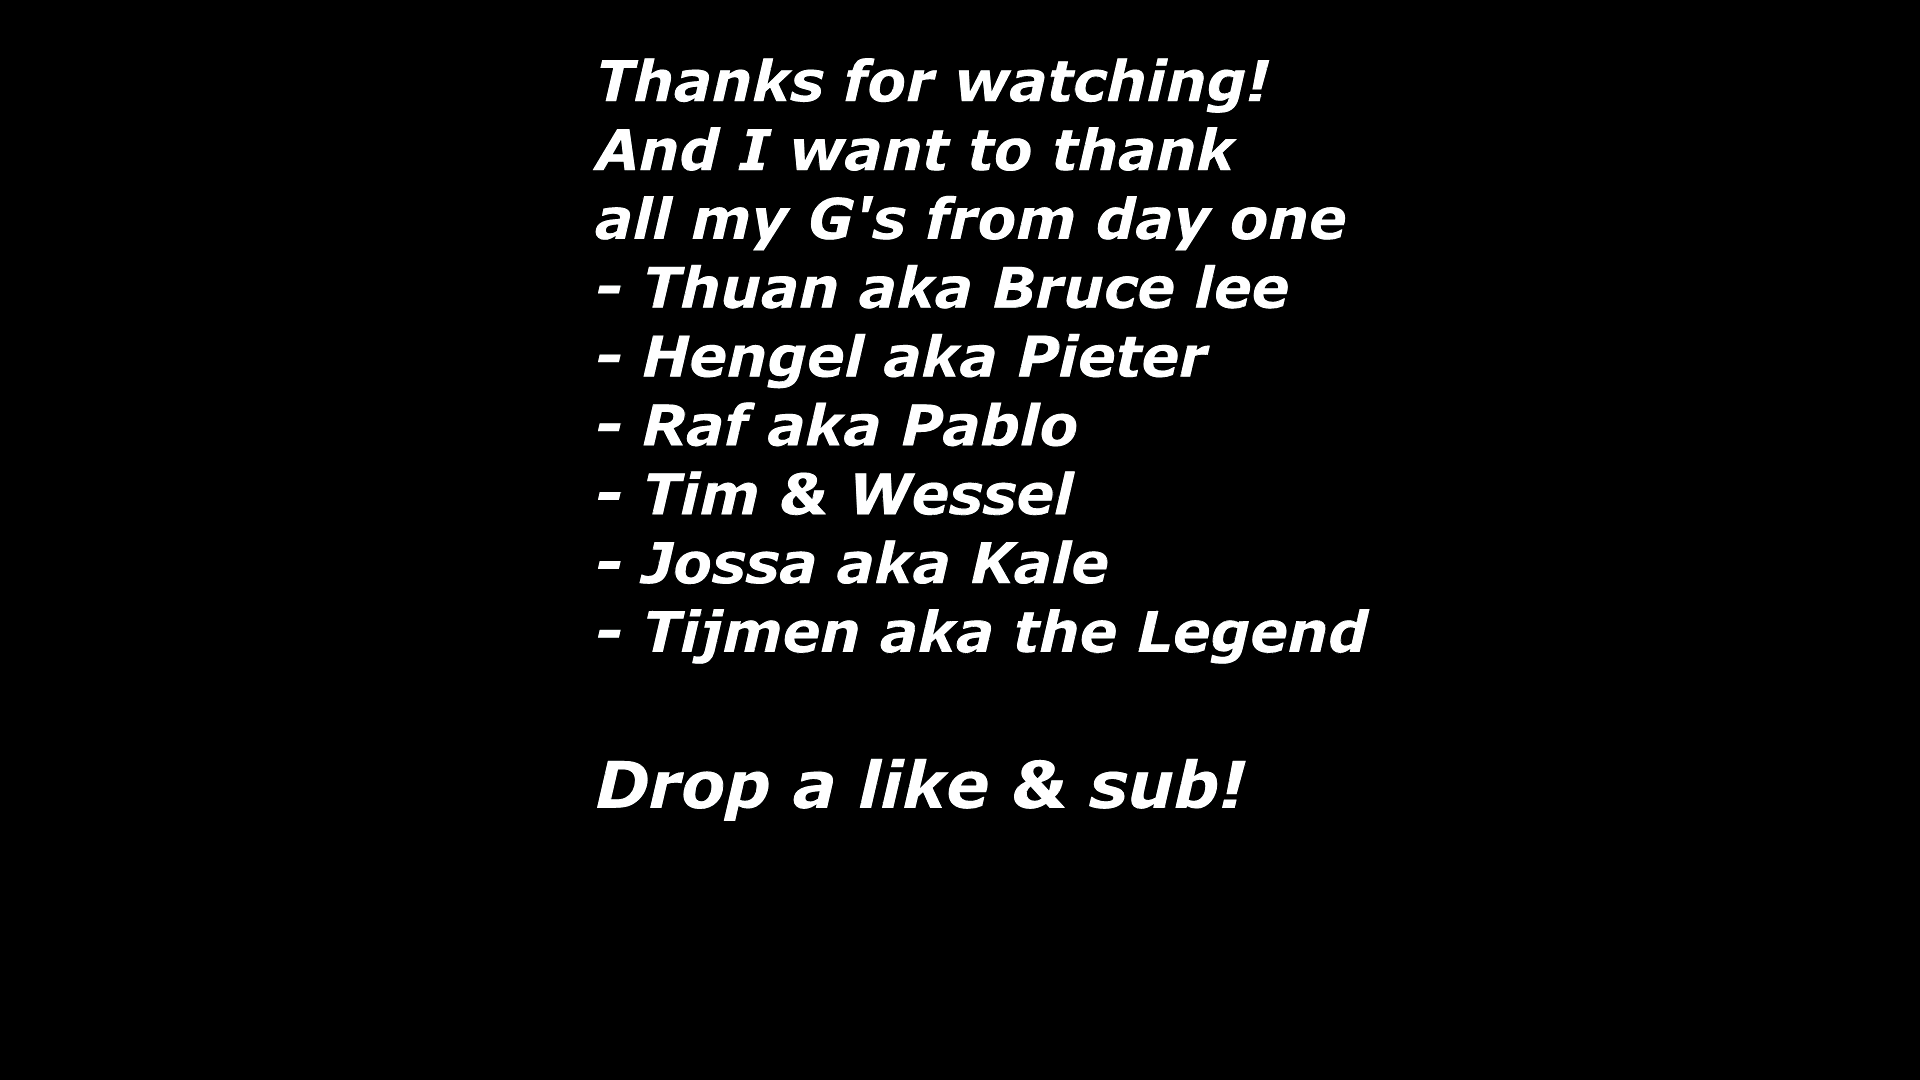 Thanks for watching!
And I want to thank
all my G's from day one
- Thuan aka Bruce lee
- Hengel aka Pieter
- Raf aka Pablo
- Tim & Wessel
- Jossa aka Kale
- Tijmen aka the Legend
Drop a like & sub!